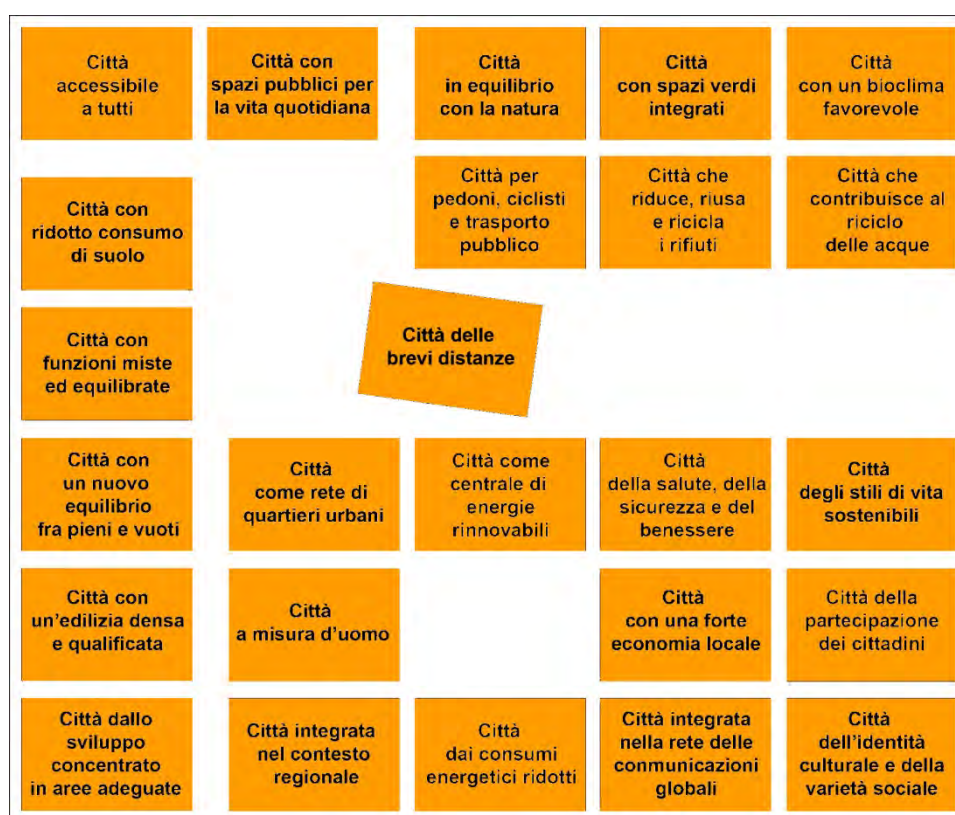 Città
accessibile
a tutti
Città con
spazi pubblici per
la vita quotidiana
Città
in equilibrio
con la natura
Città
con spazi verdi
integrati
Città
con un bioclima
favorevole
Città con
ridotto consumo
di suolo
Città per
pedoni, ciclisti
e trasporto
pubblico
Città che
riduce, riusa
e ricicla
i rifiuti
Città che
contribuisce al
riciclo
delle acque
Città con
funzioni miste
ed equilibrate
Città delle
brevi distanze
Città con
un nuovo
equilibrio
fra pieni e vuoti
Città
come rete di
quartieri urbani
Città come
centrale di
energie
rinnovabili
Città
della salute, della
sicurezza e del
benessere
Città
degli stili di vita
sostenibili
Città con
un'edilizia densa
e qualificata
Città
a misura d'uomo
Città
con una forte
economia locale
Città della
partecipazione
dei cittadini
Città dallo
sviluppo
concentrato
in aree adeguate
Città integrata
nel contesto
regionale
Città
dai consumi
energetici ridotti
Città integrata
nella rete delle
conmunicazioni
globali
Città
dell'identità
culturale e della
varietà sociale